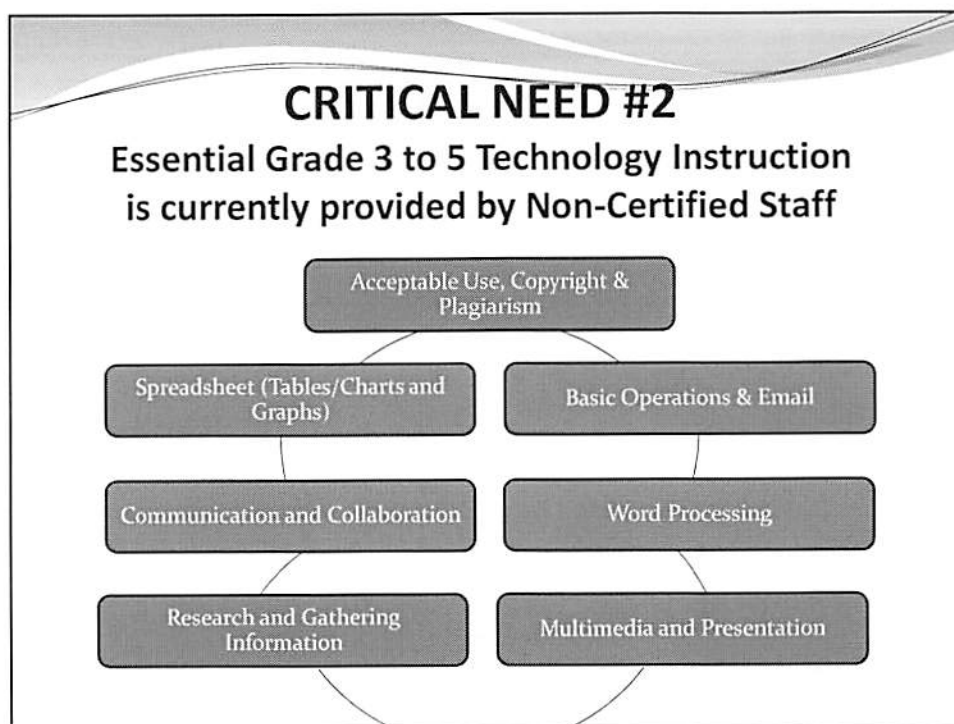 CRITICAL NEED #2
Essential Grade 3 to 5 Technology Instruction
is currently provided by Non-Certified Staff
Acceptable Use, Copyright &
Plagiarism
Spreadsheet (Tables/Charts and
Graphs)
Basic Operations & Email
Communication and Collaboration
Word Processing
Research and Gathering
Information
Multimedia and Presentation